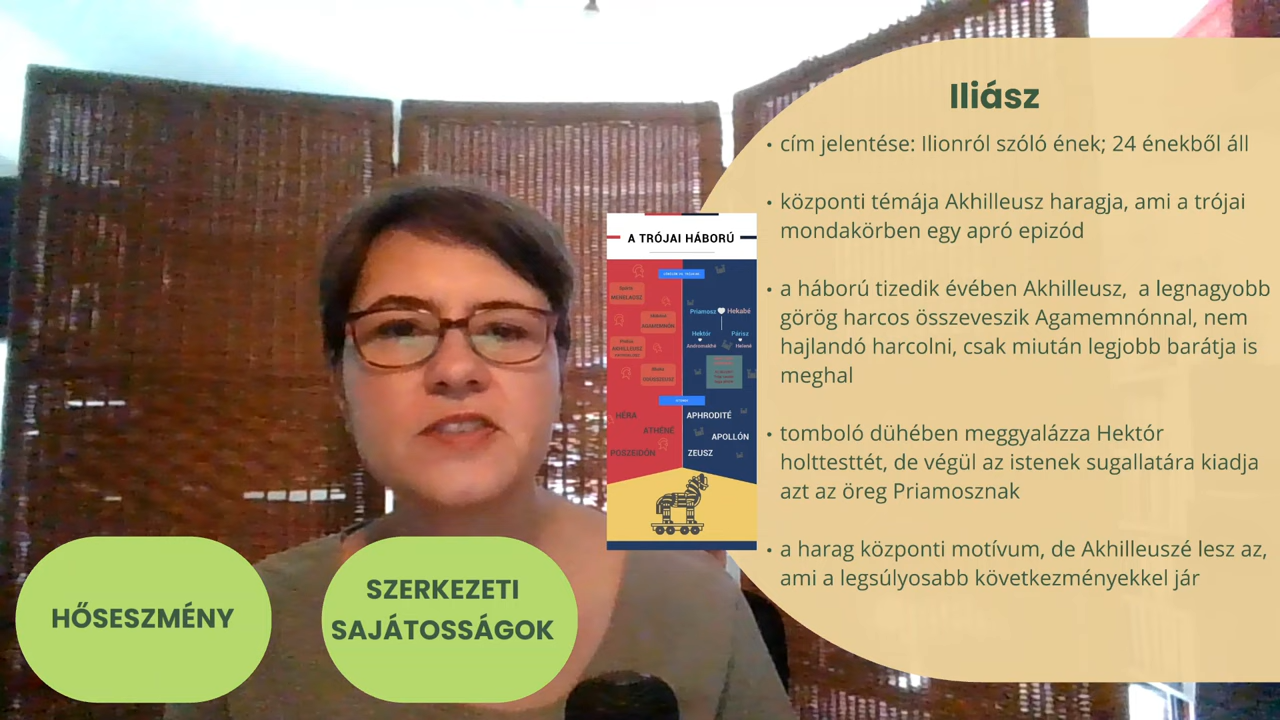 Iliász
• cím jelentése: Ilionról szóló ének; 24 énekből áll
• központi témája Akhilleusz haragja, ami a trójai
mondakörben egy apró epizód
• a háború tizedik évében Akhilleusz, a legnagyobb
görög harcos összeveszik Agamemnónnal, nem
hajlandó harcolni, csak miután legjobb barátja is
meghal
• tomboló dühében meggyalázza Hektór
holttesttét, de végül az istenek sugallatára kiadja
azt az öreg Priamosznak
• a harag központi motívum, de Akhilleuszé lesz az,
ami a legsúlyosabb következményekkel jár
A TRÓJAI HÁBORÚ
Spárta
MENELAOSZ
AGAMEMNÓN
AKHILLEUSZ
ODÜSSZEUSZ
Priamosz Hekabé
Hektór Párisz
Andromakhé Helené
HÉRA
ATHÉNÉ
POSZEIDÓN
APHRODITÉ
APOLLÓN
ZEUSZ
HŐSESZMÉNY
SZERKEZETI
SAJÁTOSSÁGOK